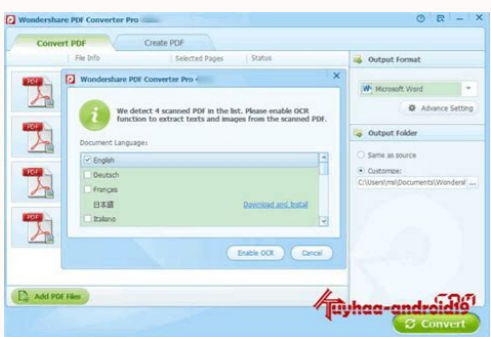 Wondershare PDF Converter Pro
Convert PDF
Create PDF
File Info
Selected Pages
Status
Output Format
Wondershare PDF Converter Pro
We detect 4 scanned PDF in the list. Please enable OCR
function to extract texts and images from the scanned PDF.
Document Language:
English
Deutsch
Français
日本語
Download and Install
Italiano
Enable OCR
Cancel
PDF
PDF
PDF
PDF
Microsoft Word
Advance Setting
Output Folder
Same as source
Customize:
C:\Users\ms\Documents\Wonders
...
Add PDF Files
kuyhaa-android19
Convert